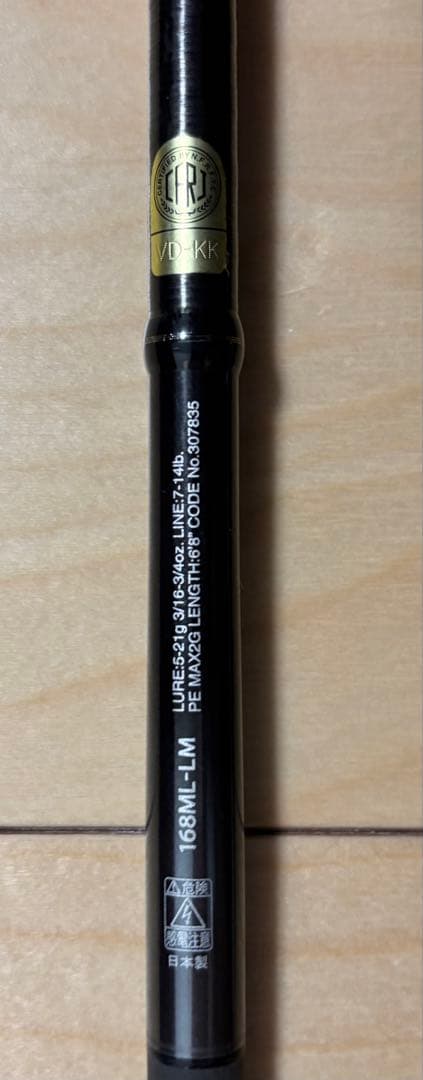 CERTIFIED BY N.F.R.F.T.C.
VD-KK
LURE:5-21g 3/16-3/4oz. LINE:7-14lb.
PE MAX2G LENGTH:6'8" CODE No.307835
168ML-LM
危険
感電注意
日本製